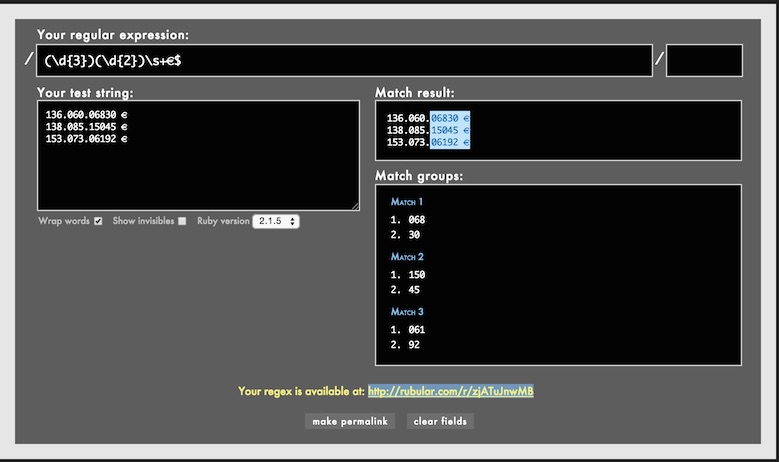 Your regular expression:
/ (\d{3})(\d{2})\s+€$ /
Your test string:
136.060.06830 €
138.085.15045 €
153.073.06192 €
Wrap words Show invisibles Ruby version 2.1.5
Match result:
136.060.06830 €
138.085.15045 €
153.073.06192 €
Match groups:
Match 1
1. 068
2. 30
Match 2
1. 150
2. 45
Match 3
1. 061
2. 92
Your regex is available at: http://rubular.com/r/zjATuJnwMB
make permalink clear fields